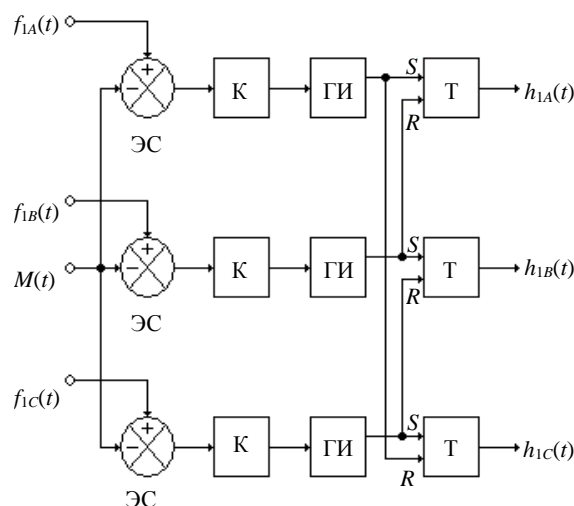 f1A(t)
+
−
ЭС
К
ГИ
S
R
Т
h1A(t)
f1B(t)
M(t)
+
−
ЭС
К
ГИ
S
R
Т
h1B(t)
f1C(t)
+
−
ЭС
К
ГИ
S
R
Т
h1C(t)